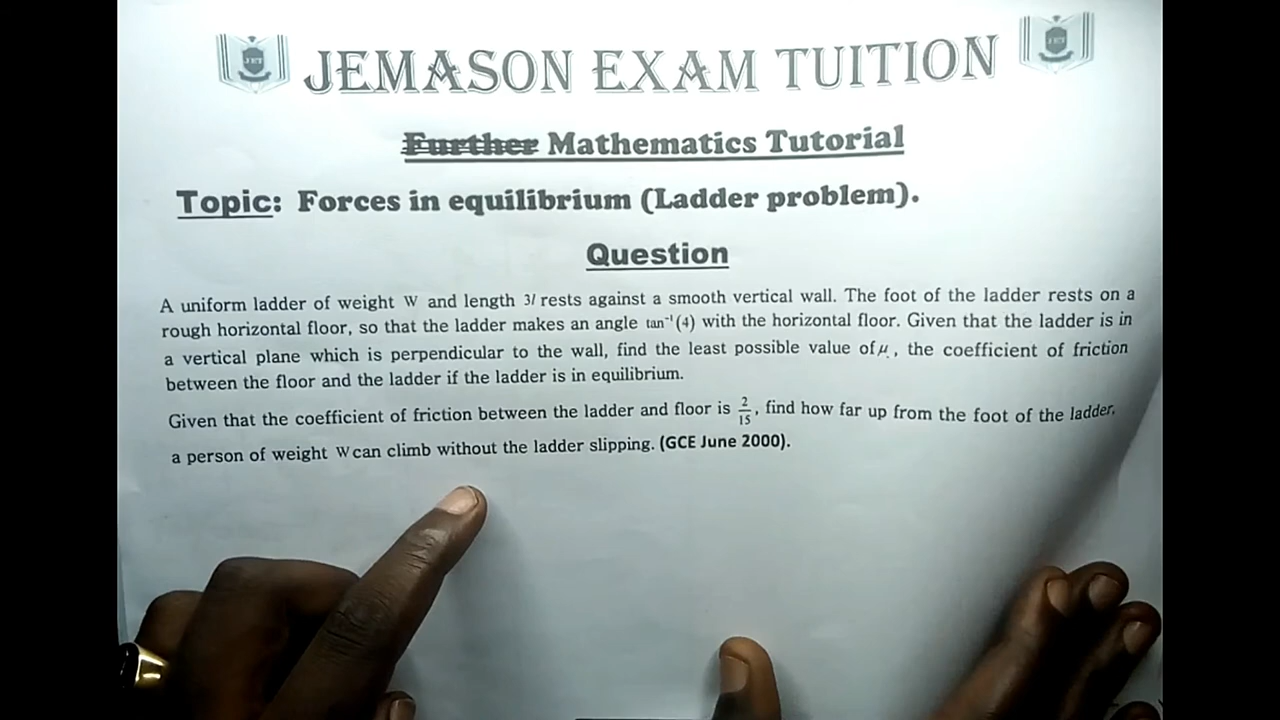 JEMASON EXAM TUITION
Further Mathematics Tutorial
Topic: Forces in equilibrium (Ladder problem).
Question
A uniform ladder of weight W and length 3l rests against a smooth vertical wall. The foot of the ladder rests on a
rough horizontal floor, so that the ladder makes an angle tan⁻¹(4) with the horizontal floor. Given that the ladder is in
a vertical plane which is perpendicular to the wall, find the least possible value of μ, the coefficient of friction
between the floor and the ladder if the ladder is in equilibrium.
Given that the coefficient of friction between the ladder and floor is 2/15, find how far up from the foot of the ladder,
a person of weight W can climb without the ladder slipping. (GCE June 2000).